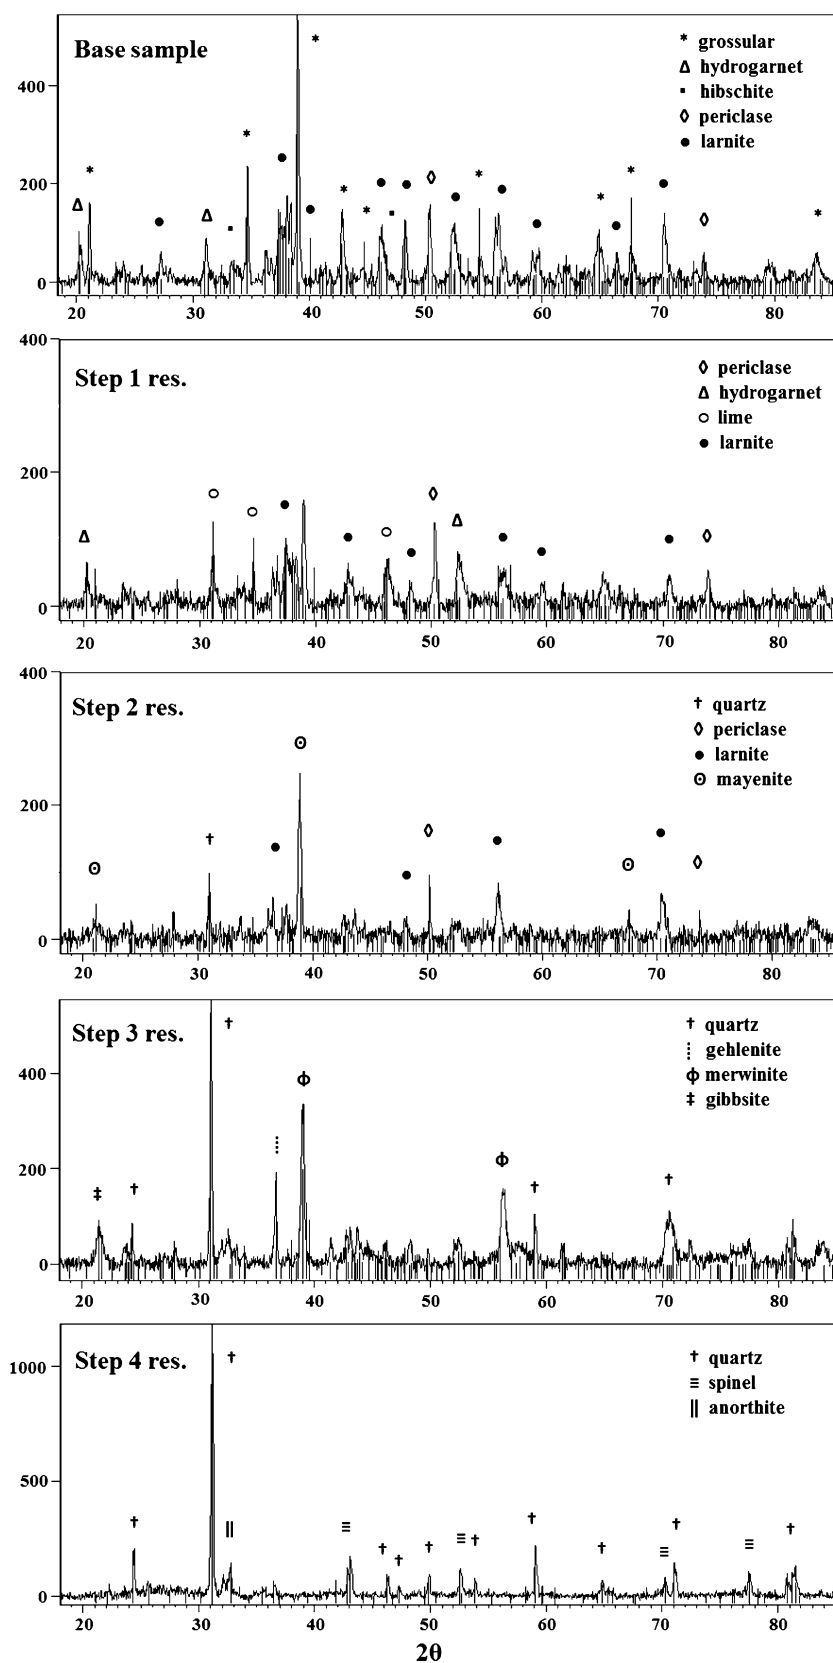 Base sample
* grossular
Δ hydrogarnet
▪ hibschite
◊ periclase
● larnite
400
200
0
20 30 40 50 60 70 80
Step 1 res.
◊ periclase
Δ hydrogarnet
○ lime
● larnite
400
200
0
20 30 40 50 60 70 80
Step 2 res.
† quartz
◊ periclase
● larnite
⊙ mayenite
400
200
0
20 30 40 50 60 70 80
Step 3 res.
† quartz
⁞ gehlenite
ϕ merwinite
‡ gibbsite
400
200
0
20 30 40 50 60 70 80
Step 4 res.
† quartz
≡ spinel
|| anorthite
1000
500
0
20 30 40 50 60 70 80
2θ